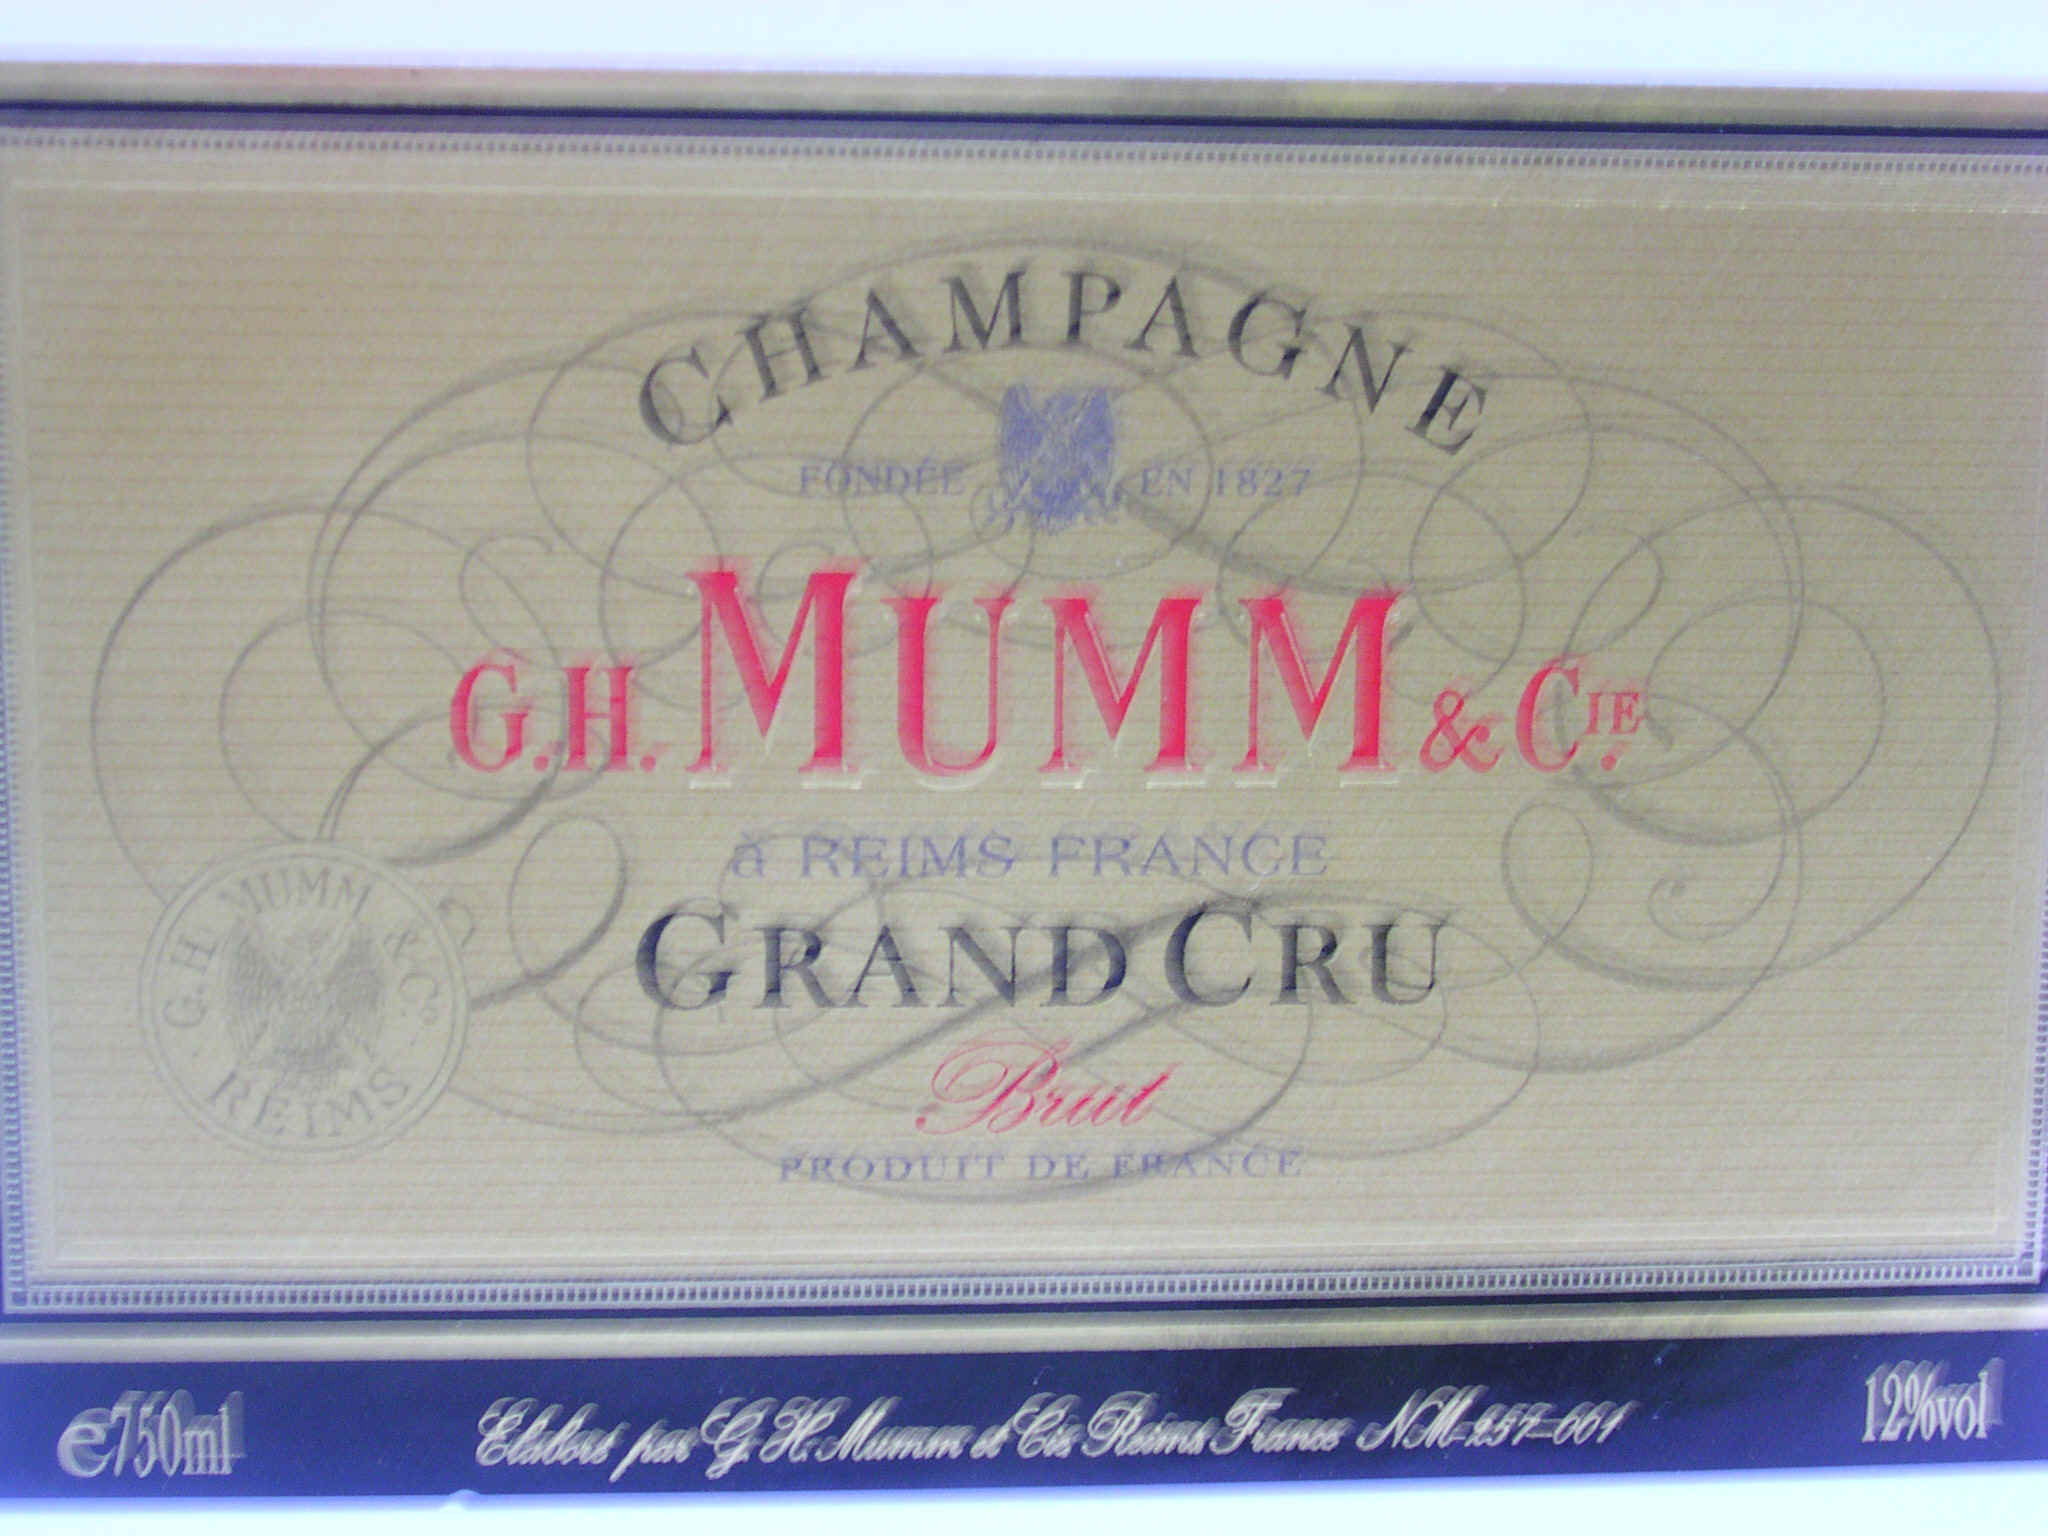 CHAMPAGNE
FONDÉE EN 1827
G.H. MUMM & CIE.
à REIMS FRANCE
GRAND CRU
Brut
PRODUIT DE FRANCE
G.H. MUMM & C°.
REIMS
e750ml
Elaboré par G.H. Mumm et Cie, Reims, France NM-257-001
12%vol